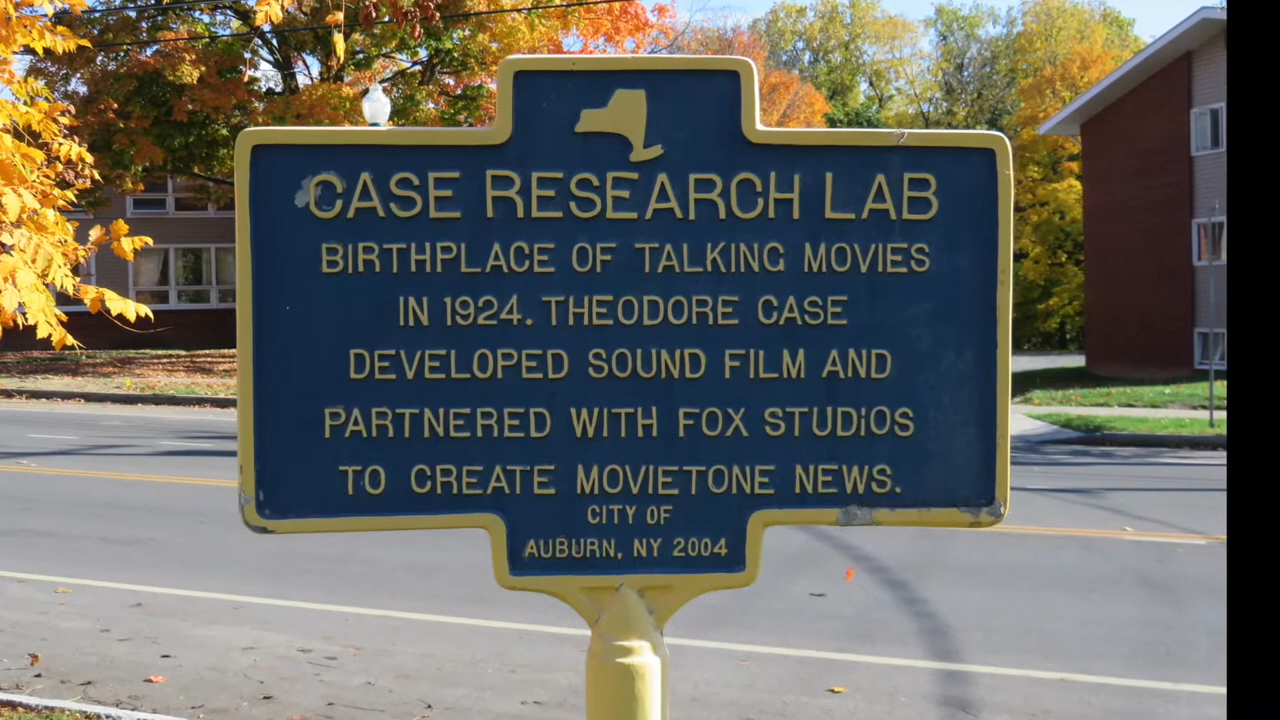 CASE RESEARCH LAB
BIRTHPLACE OF TALKING MOVIES
IN 1924. THEODORE CASE
DEVELOPED SOUND FILM AND
PARTNERED WITH FOX STUDiOS
TO CREATE MOVIETONE NEWS.
CITY OF
AUBURN, NY 2004